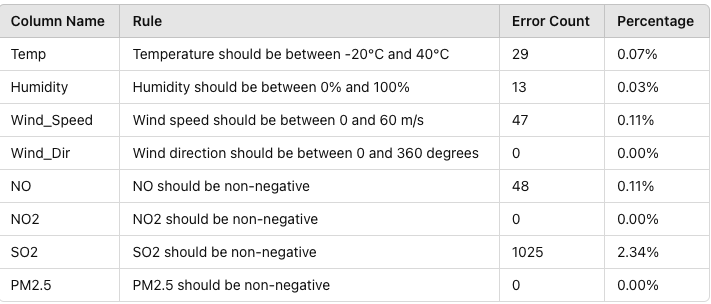 Column Name Rule Error Count Percentage
Temp Temperature should be between -20°C and 40°C 29 0.07%
Humidity Humidity should be between 0% and 100% 13 0.03%
Wind_Speed Wind speed should be between 0 and 60 m/s 47 0.11%
Wind_Dir Wind direction should be between 0 and 360 degrees 0 0.00%
NO NO should be non-negative 48 0.11%
NO2 NO2 should be non-negative 0 0.00%
SO2 SO2 should be non-negative 1025 2.34%
PM2.5 PM2.5 should be non-negative 0 0.00%